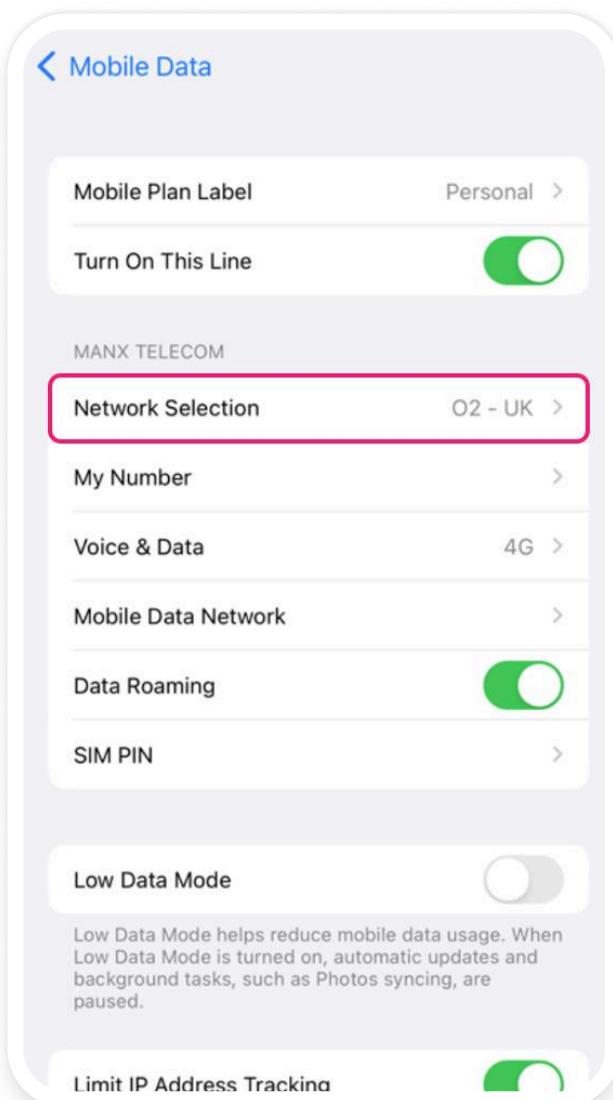 Mobile Data
Mobile Plan Label Personal
Turn On This Line
MANX TELECOM
Network Selection O2 - UK
My Number
Voice & Data 4G
Mobile Data Network
Data Roaming
SIM PIN
Low Data Mode
Low Data Mode helps reduce mobile data usage. When
Low Data Mode is turned on, automatic updates and
background tasks, such as Photos syncing, are
paused.
Limit IP Address Tracking